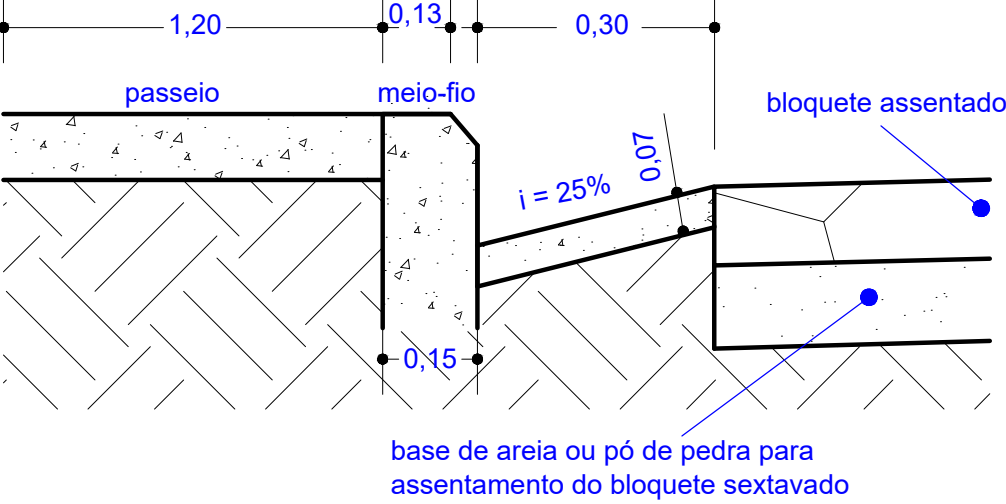 1,20
0,13
0,30
passeio
meio-fio
bloquete assentado
0,07
i = 25%
0,15
base de areia ou pó de pedra para
assentamento do bloquete sextavado